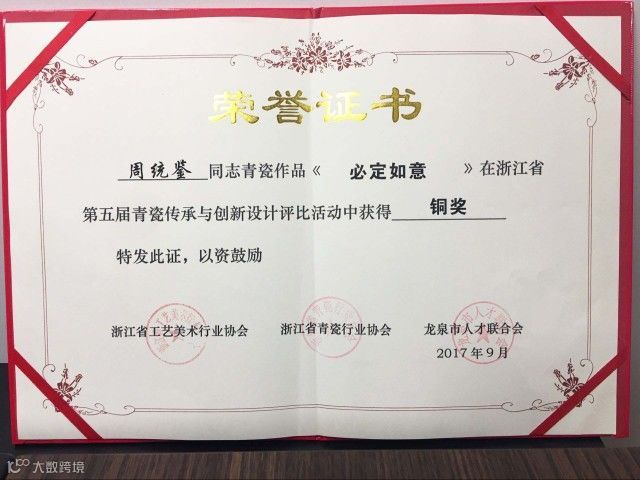 荣誉证书
周统鉴 同志青瓷作品《 必定如意 》在浙江省
第五届青瓷传承与创新设计评比活动中获得 铜奖
特发此证，以资鼓励
浙江省工艺美术行业协会 浙江省青瓷行业协会 龙泉市人才联合会
2017年9月
大数跨境